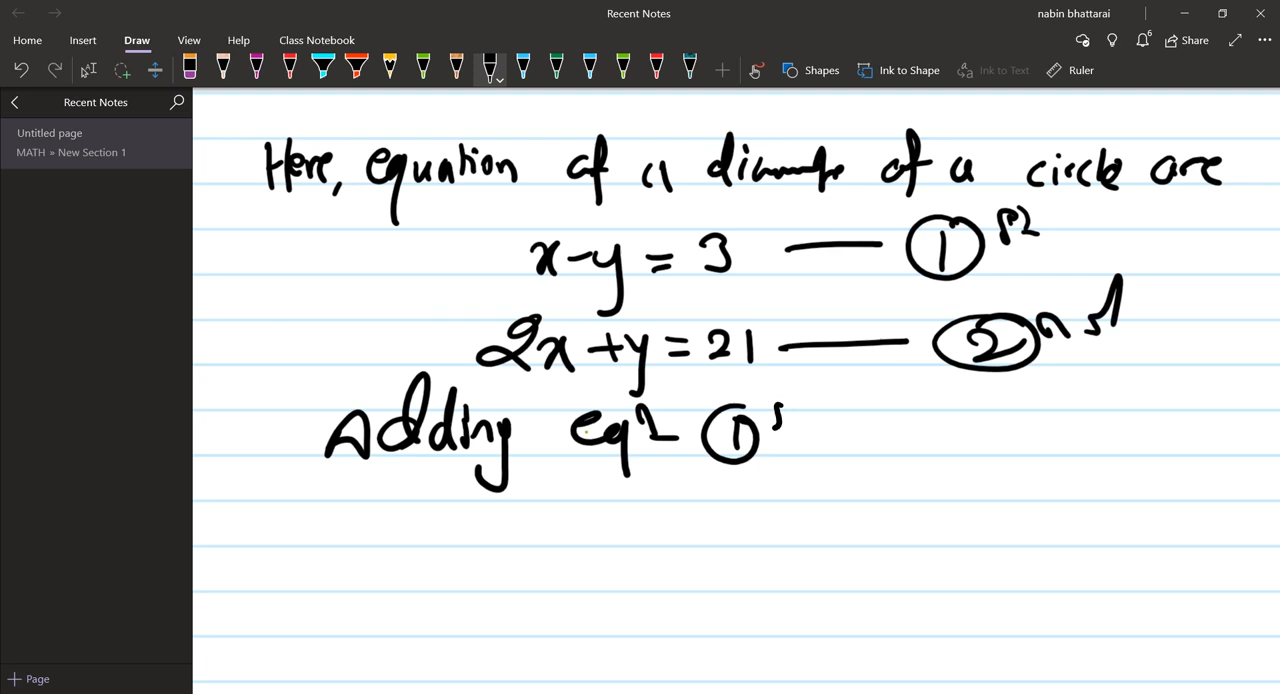 Recent Notes
nabin bhattarai
Home Insert Draw View Help Class Notebook
6 Share
Shapes Ink to Shape Ink to Text Ruler
Recent Notes
Untitled page
MATH » New Section 1
Here, equation of a of a circle are
x-y = 3 1
2x+y = 21 2
Adding eqn 1
Page